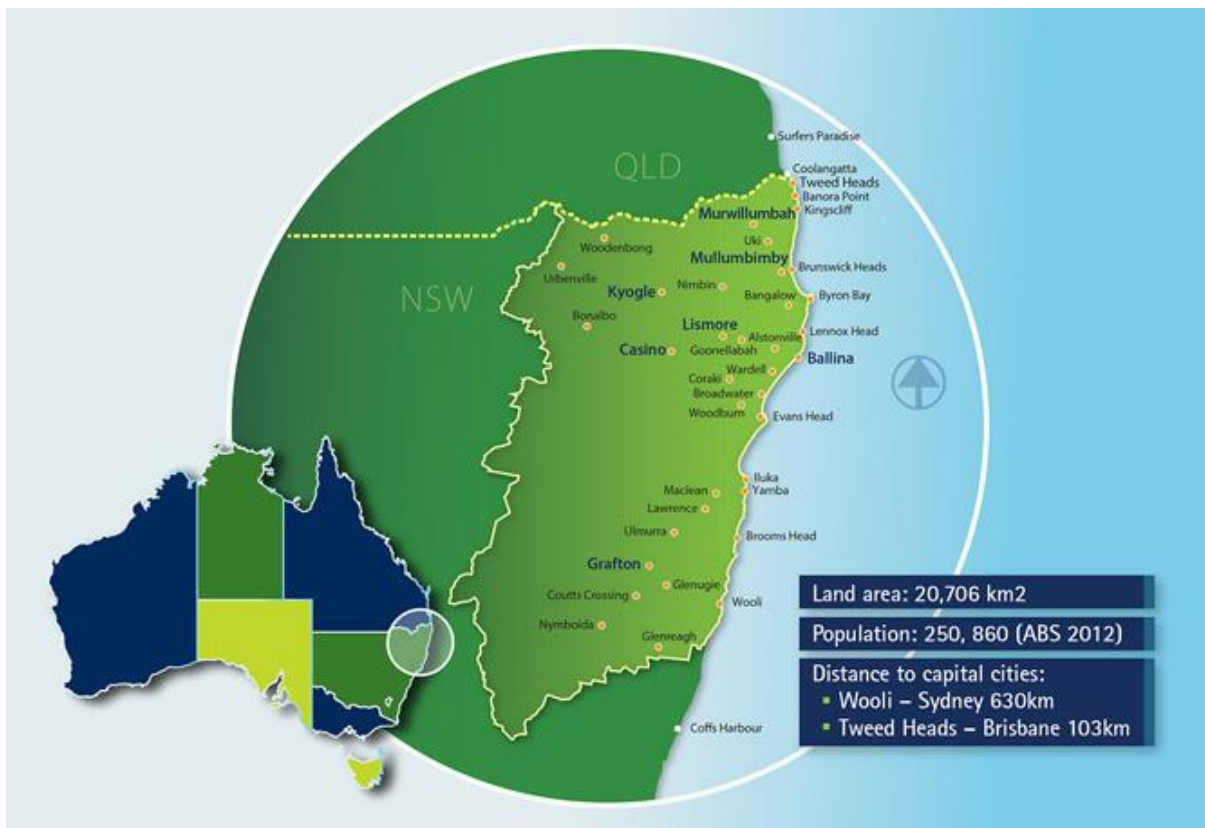 Surfers Paradise
QLD
Coolangatta
Tweed Heads
Banora Point
Kingscliff
Murwillumbah
Uki
Woodenbong
Mullumbimby
Brunswick Heads
Urbenville
NSW
Nimbin
Kyogle
Bangalow
Byron Bay
Bonalbo
Lismore
Lennox Head
Alstonville
Casino
Goonellabah
Ballina
Wardell
Coraki
Broadwater
Woodburn
Evans Head
Iluka
Maclean
Yamba
Lawrence
Ulmurra
Brooms Head
Grafton
Glenugie
Coutts Crossing
Wooli
Nymboida
Glenreagh
Coffs Harbour
Land area: 20,706 km2
Population: 250, 860 (ABS 2012)
Distance to capital cities:
▪ Wooli – Sydney 630km
▪ Tweed Heads – Brisbane 103km